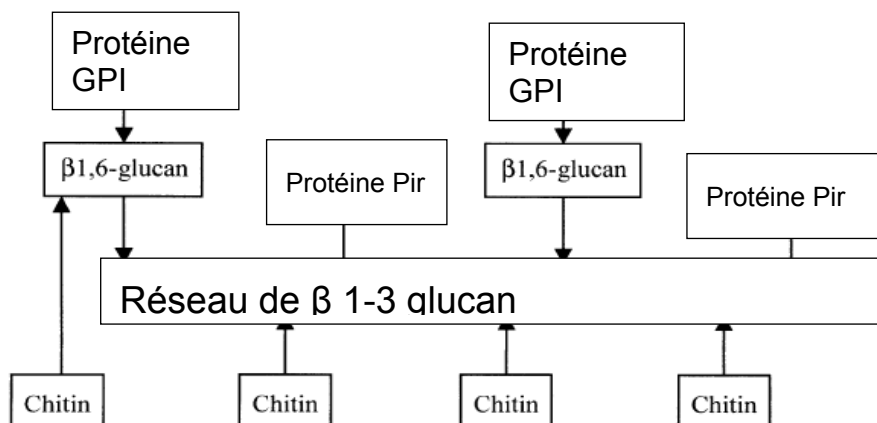 Protéine
GPI
Protéine
GPI
β1,6-glucan
Protéine Pir
β1,6-glucan
Protéine Pir
Réseau de ß 1-3 glucan
Chitin
Chitin
Chitin
Chitin